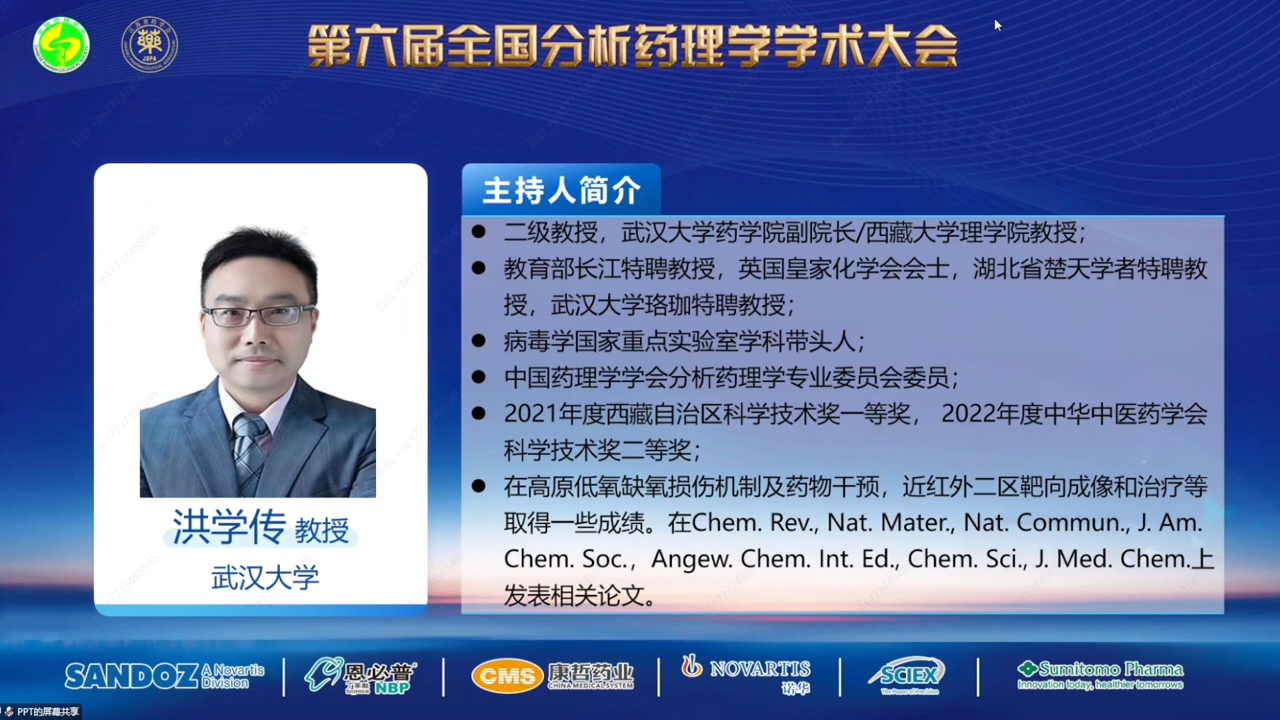 第六届全国分析药理学学术大会
主持人简介
● 二级教授，武汉大学药学院副院长/西藏大学理学院教授；
● 教育部长江特聘教授，英国皇家化学会会士，湖北省楚天学者特聘教
授，武汉大学珞珈特聘教授；
● 病毒学国家重点实验室学科带头人；
● 中国药理学学会分析药理学专业委员会委员；
● 2021年度西藏自治区科学技术奖一等奖， 2022年度中华中医药学会
科学技术奖二等奖；
● 在高原低氧缺氧损伤机制及药物干预，近红外二区靶向成像和治疗等
取得一些成绩。在Chem. Rev., Nat. Mater., Nat. Commun., J. Am.
Chem. Soc.，Angew. Chem. Int. Ed., Chem. Sci., J. Med. Chem.上
发表相关论文。
洪学传 教授
武汉大学
SANDOZ A Novartis
Division
恩必普
NBP
CMS 康哲药业
CHINA MEDICAL SYSTEM
NOVARTIS
诺华
SCIEX
The Power of Precision
Sumitomo Pharma
Innovation today, healthier tomorrows
PPT的屏幕共享